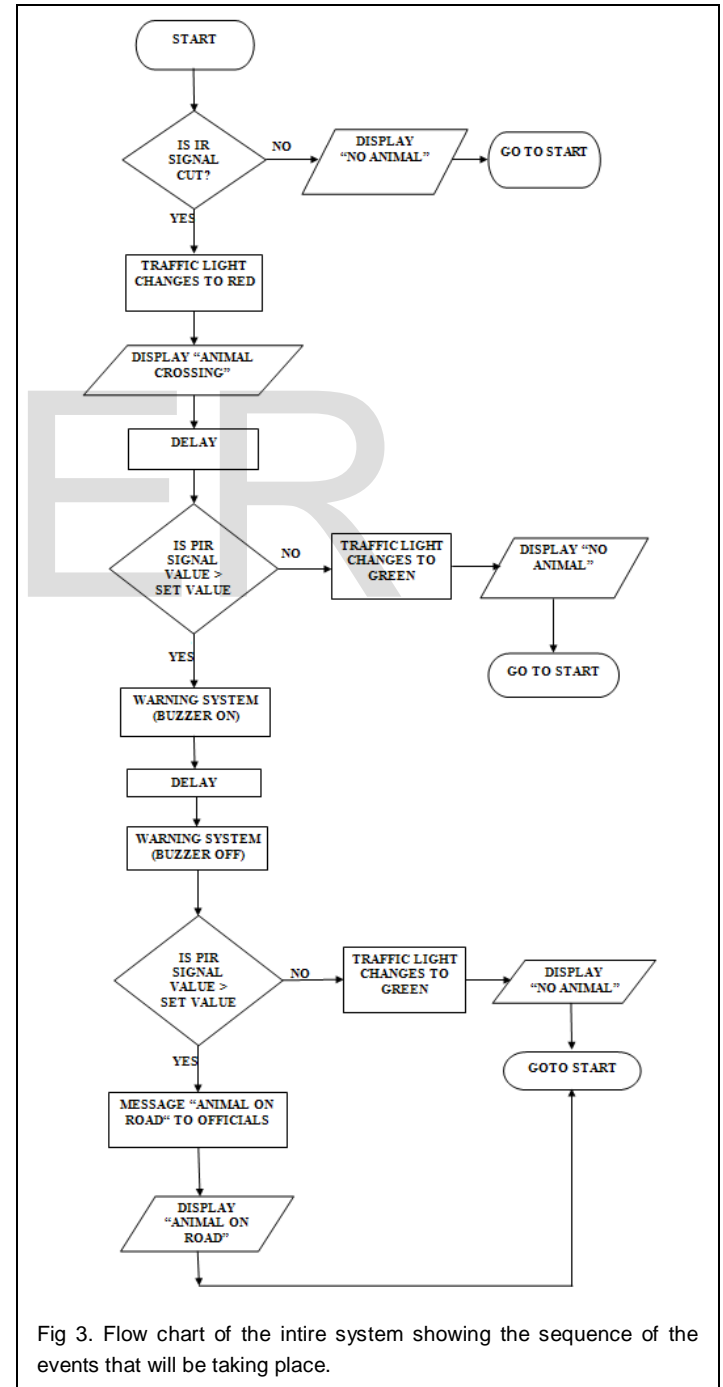 START
IS IR
SIGNAL
CUT?
NO
DISPLAY
“NO ANIMAL”
GO TO START
YES
TRAFFIC LIGHT
CHANGES TO RED
DISPLAY “ANIMAL
CROSSING”
DELAY
ER
IS PIR
SIGNAL
VALUE >
SET VALUE
NO
TRAFFIC LIGHT
CHANGES TO
GREEN
DISPLAY “NO
ANIMAL”
GO TO START
YES
WARNING SYSTEM
(BUZZER ON)
DELAY
WARNING SYSTEM
(BUZZER OFF)
IS PIR
SIGNAL
VALUE >
SET VALUE
NO
TRAFFIC LIGHT
CHANGES TO
GREEN
DISPLAY
“NO ANIMAL”
GOTO START
YES
MESSAGE “ANIMAL ON
ROAD“ TO OFFICIALS
DISPLAY
“ANIMAL ON
ROAD”
Fig 3. Flow chart of the intire system showing the sequence of the
events that will be taking place.